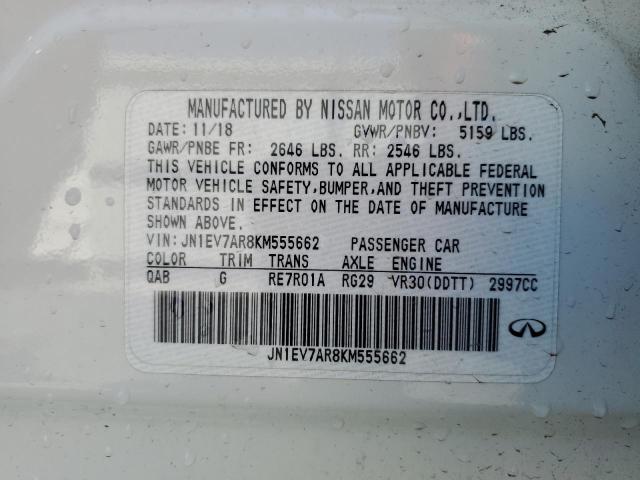 MANUFACTURED BY NISSAN MOTOR CO.,LTD.
DATE: 11/18 GVWR/PNBV: 5159 LBS.
GAWR/PNBE FR: 2646 LBS. RR: 2546 LBS.
THIS VEHICLE CONFORMS TO ALL APPLICABLE FEDERAL
MOTOR VEHICLE SAFETY,BUMPER,AND THEFT PREVENTION
STANDARDS IN EFFECT ON THE DATE OF MANUFACTURE
SHOWN ABOVE.
VIN:JN1EV7AR8KM555662 PASSENGER CAR
COLOR TRIM TRANS AXLE ENGINE
QAB G RE7R01A RG29 VR30(DDTT) 2997CC
JN1EV7AR8KM555662
INFINITI